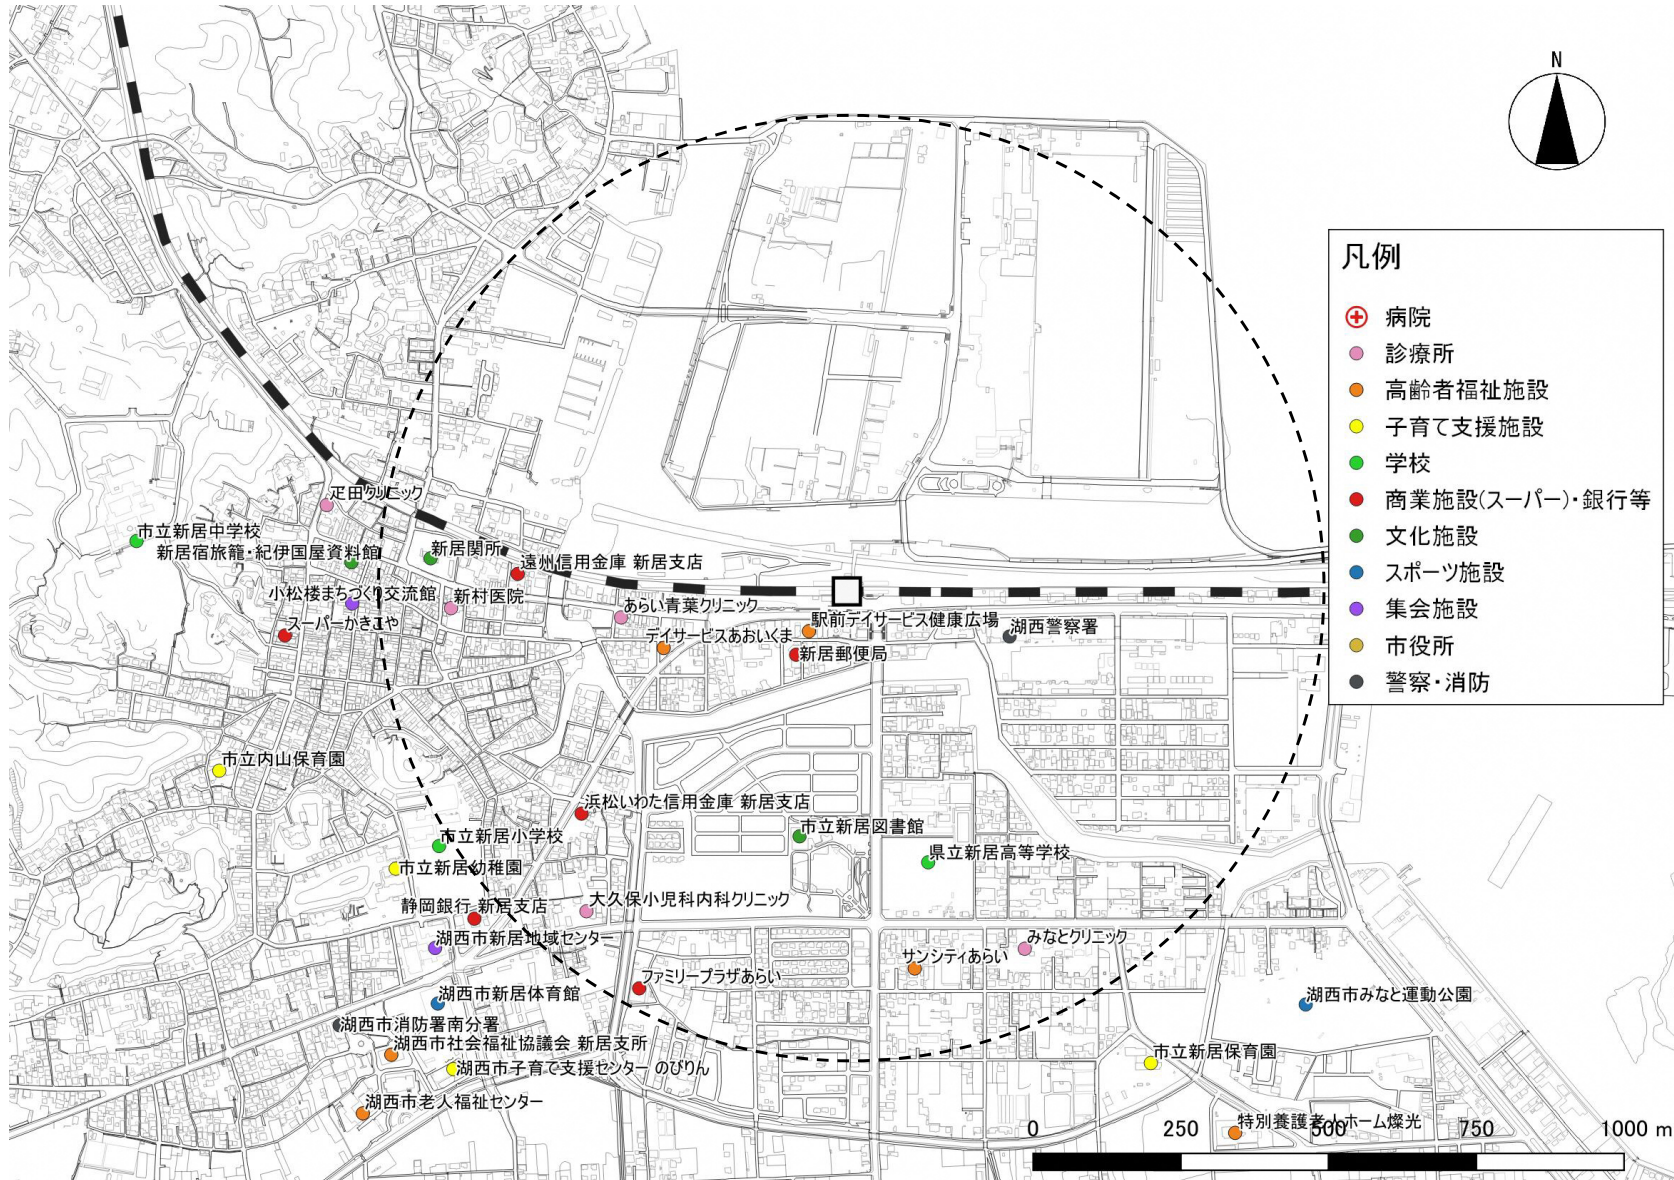 N
凡例
病院
診療所
高齢者福祉施設
子育て支援施設
学校
商業施設(スーパー)・銀行等
文化施設
スポーツ施設
集会施設
市役所
警察・消防
疋田クリニック
市立新居中学校
新居宿旅籠・紀伊国屋資料館
新居関所
遠州信用金庫 新居支店
小松楼まちづくり交流館
新村医院
あらい青葉クリニック
スーパーかきこや
駅前デイサービス健康広場
湖西警察署
デイサービスあおいくま
新居郵便局
市立内山保育園
浜松いわた信用金庫 新居支店
市立新居図書館
市立新居小学校
県立新居高等学校
市立新居幼稚園
静岡銀行 新居支店
大久保小児科内科クリニック
湖西市新居地域センター
みなとクリニック
サンシティあらい
ファミリープラザあらい
湖西市新居体育館
湖西市みなと運動公園
湖西市消防署南分署
湖西市社会福祉協議会 新居支所
市立新居保育園
湖西市子育て支援センター のびりん
湖西市老人福祉センター
特別養護老人ホーム燦光
0 250 500 750 1000 m